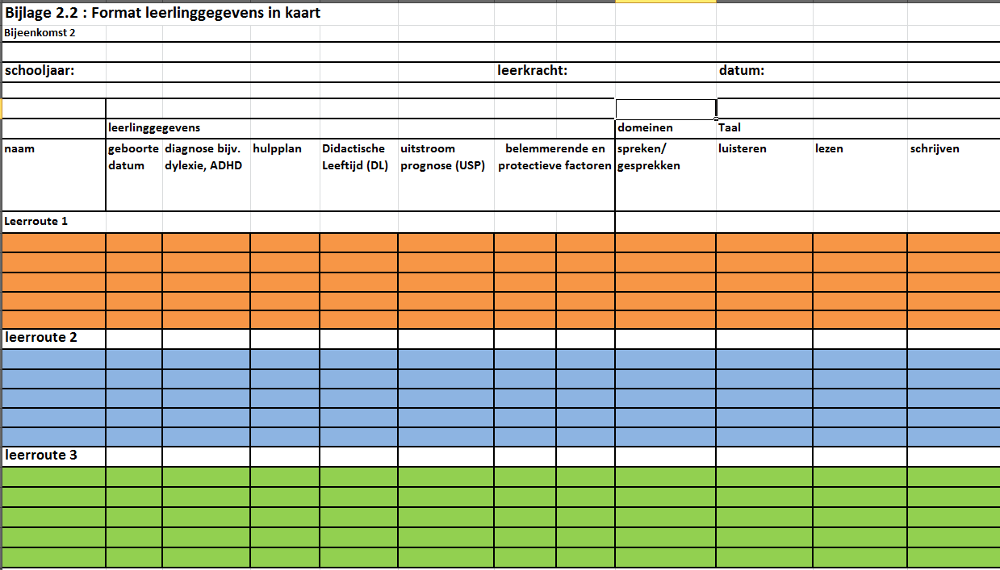 Bijlage 2.2 : Format leerlinggegevens in kaart
Bijeenkomst 2
schooljaar: leerkracht: datum:
leerlinggegevens domeinen Taal
naam geboorte diagnose bijv. hulpplan Didactische uitstroom belemmerende en spreken/ luisteren lezen schrijven
datum dylexie, ADHD Leeftijd (DL) prognose (USP) protectieve factoren gesprekken
Leerroute 1
leerroute 2
leerroute 3